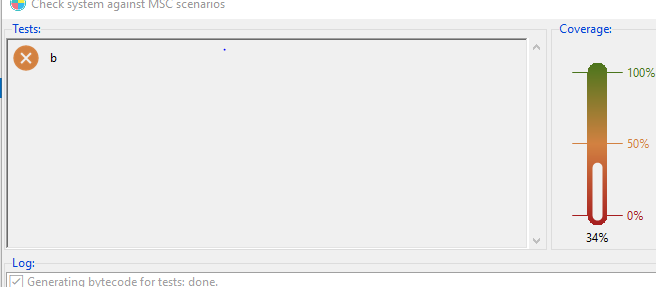 Check system against MSC scenarios
Tests:
b
Coverage:
100%
50%
0%
34%
Log:
Generating bytecode for tests: done.